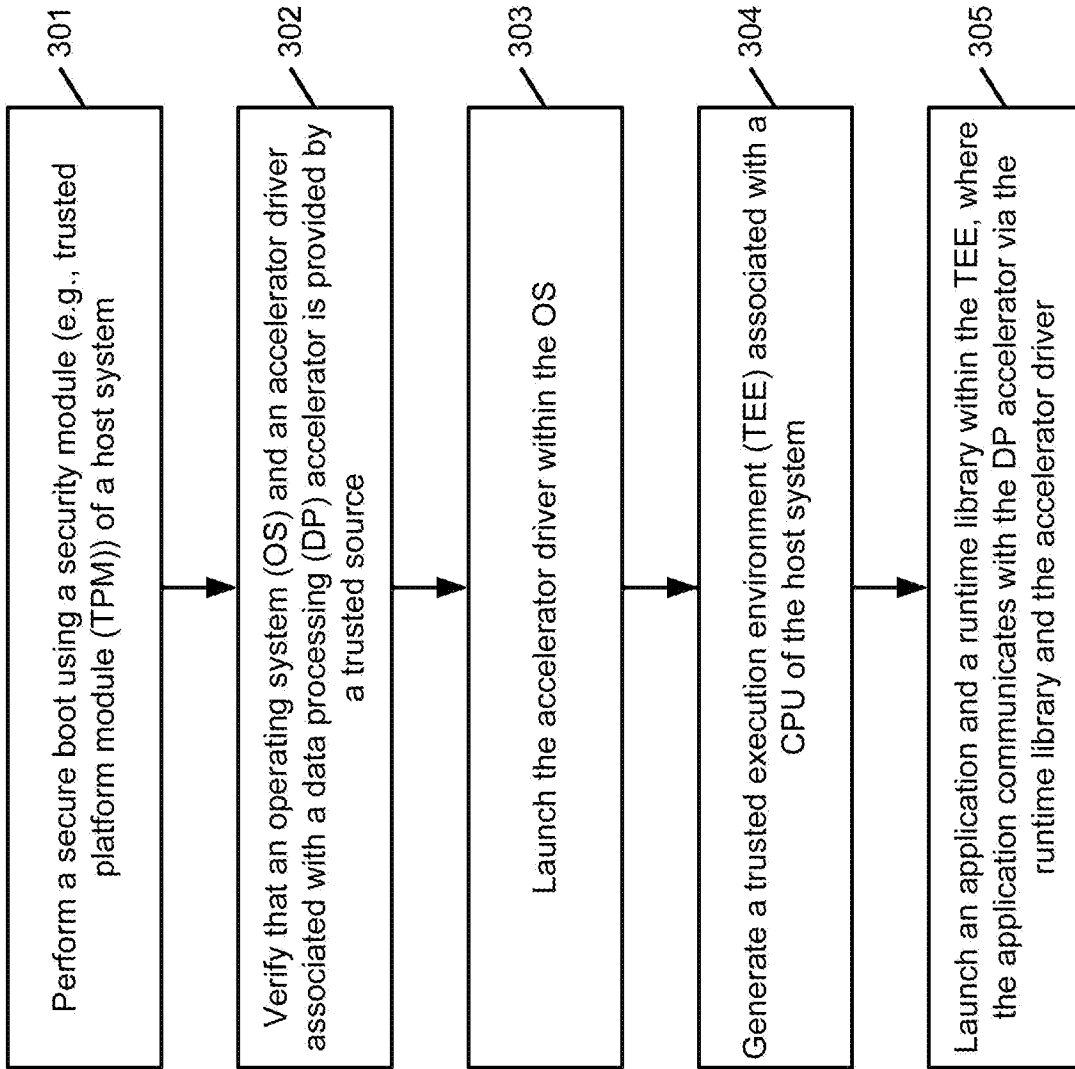 301
Perform a secure boot using a security module (e.g., trusted
platform module (TPM)) of a host system
302
Verify that an operating system (OS) and an accelerator driver
associated with a data processing (DP) accelerator is provided by
a trusted source
303
Launch the accelerator driver within the OS
304
Generate a trusted execution environment (TEE) associated with a
CPU of the host system
305
Launch an application and a runtime library within the TEE, where
the application communicates with the DP accelerator via the
runtime library and the accelerator driver